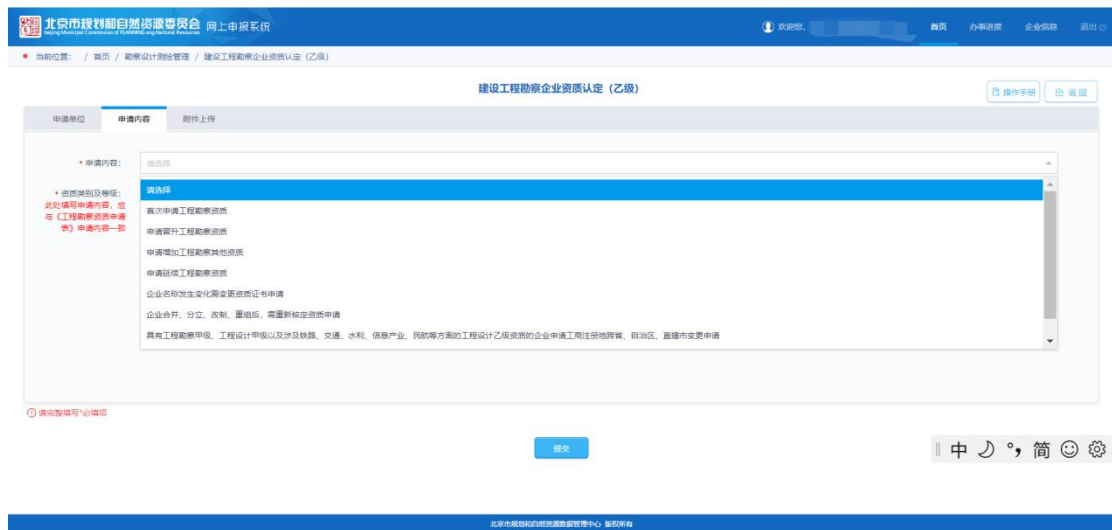 北京市规划和自然资源委员会 网上申报系统
欢迎您,
首页 办事进度 企业信息 退出
当前位置: / 首页 / 勘察设计测绘管理 / 建设工程勘察企业资质认定（乙级）
建设工程勘察企业资质认定（乙级）
操作手册 返回
申请单位 申请内容 附件上传
* 申请内容: 请选择
* 资质类别及等级:
此处填写申请内容，应
与《工程勘察资质申请
表》申请内容一致
请选择
首次申请工程勘察资质
申请晋升工程勘察资质
申请增加工程勘察其他资质
申请延续工程勘察资质
企业名称发生变化需变更资质证书申请
企业合并、分立、改制、重组后，需重新核定资质申请
具有工程勘察甲级、工程设计甲级以及涉及铁路、交通、水利、信息产业、民航等方面的工程设计乙级资质的企业申请工商注册地跨省、自治区、直辖市变更申请
请完整填写*必填项
提交
中 简
北京市规划和自然资源数据管理中心 版权所有